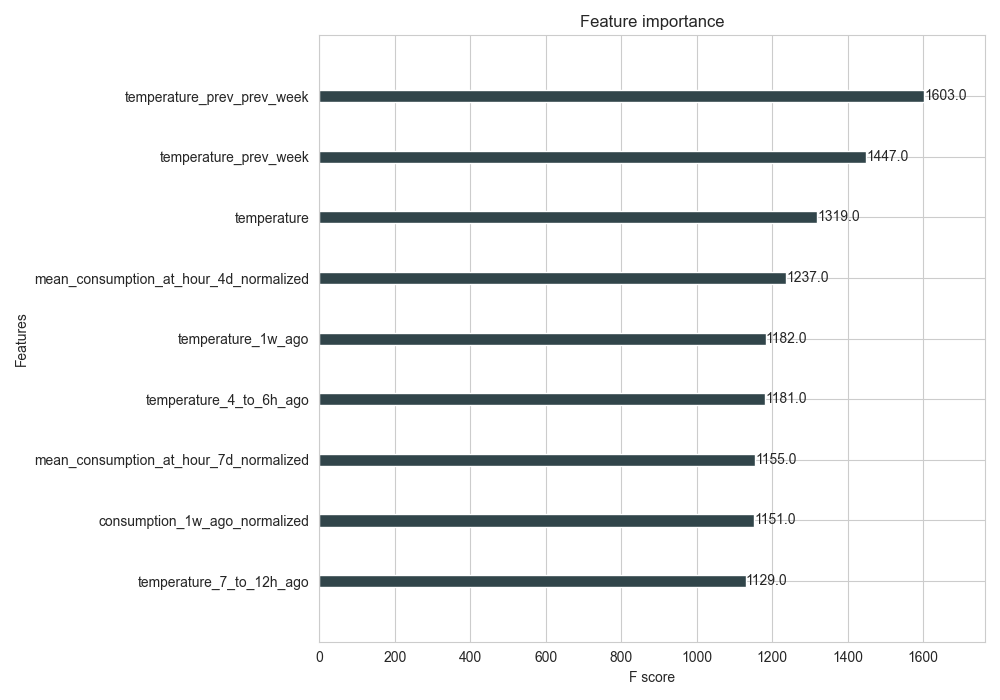 Feature importance
temperature_prev_prev_week 1603.0
temperature_prev_week 1447.0
temperature 1319.0
mean_consumption_at_hour_4d_normalized 1237.0
temperature_1w_ago 1182.0
temperature_4_to_6h_ago 1181.0
mean_consumption_at_hour_7d_normalized 1155.0
consumption_1w_ago_normalized 1151.0
temperature_7_to_12h_ago 1129.0
Features
0 200 400 600 800 1000 1200 1400 1600
F score